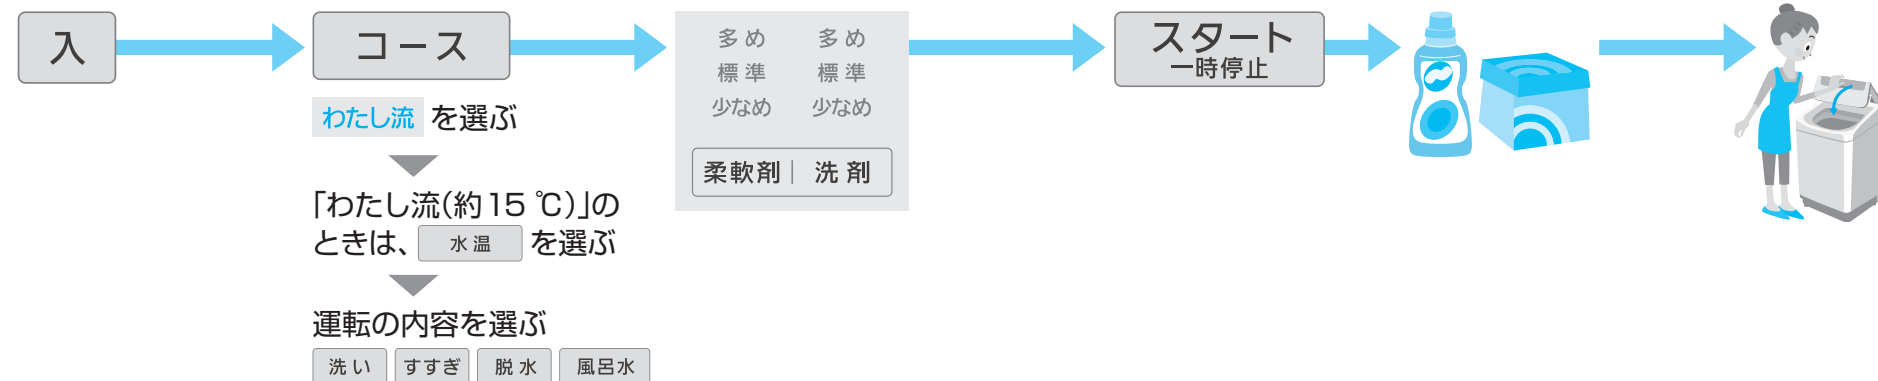 入
コース
わたし流 を選ぶ
「わたし流(約15 ℃)」の
ときは、 水温 を選ぶ
運転の内容を選ぶ
洗い すすぎ 脱水 風呂水
多め 多め
標準 標準
少なめ 少なめ
柔軟剤 | 洗剤
スタート
一時停止